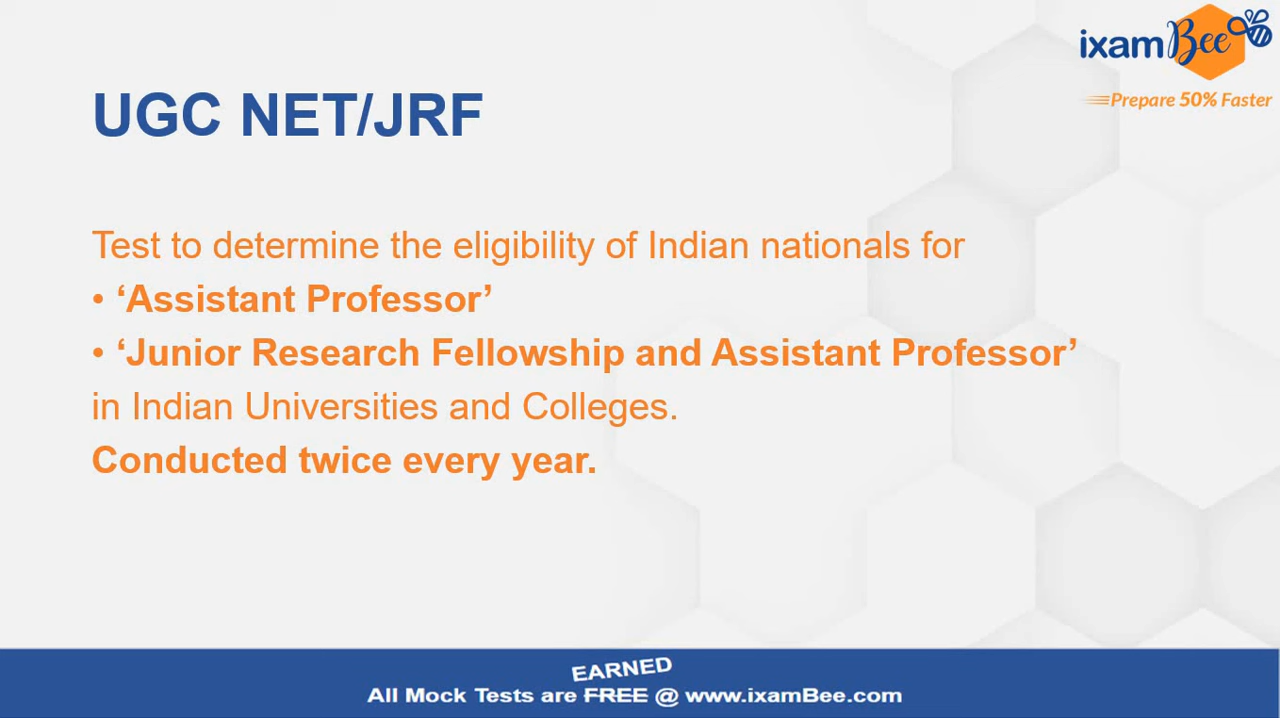 ixamBee
Prepare 50% Faster
UGC NET/JRF
Test to determine the eligibility of Indian nationals for
• ‘Assistant Professor’
• ‘Junior Research Fellowship and Assistant Professor’
in Indian Universities and Colleges.
Conducted twice every year.
EARNED
All Mock Tests are FREE @ www.ixamBee.com